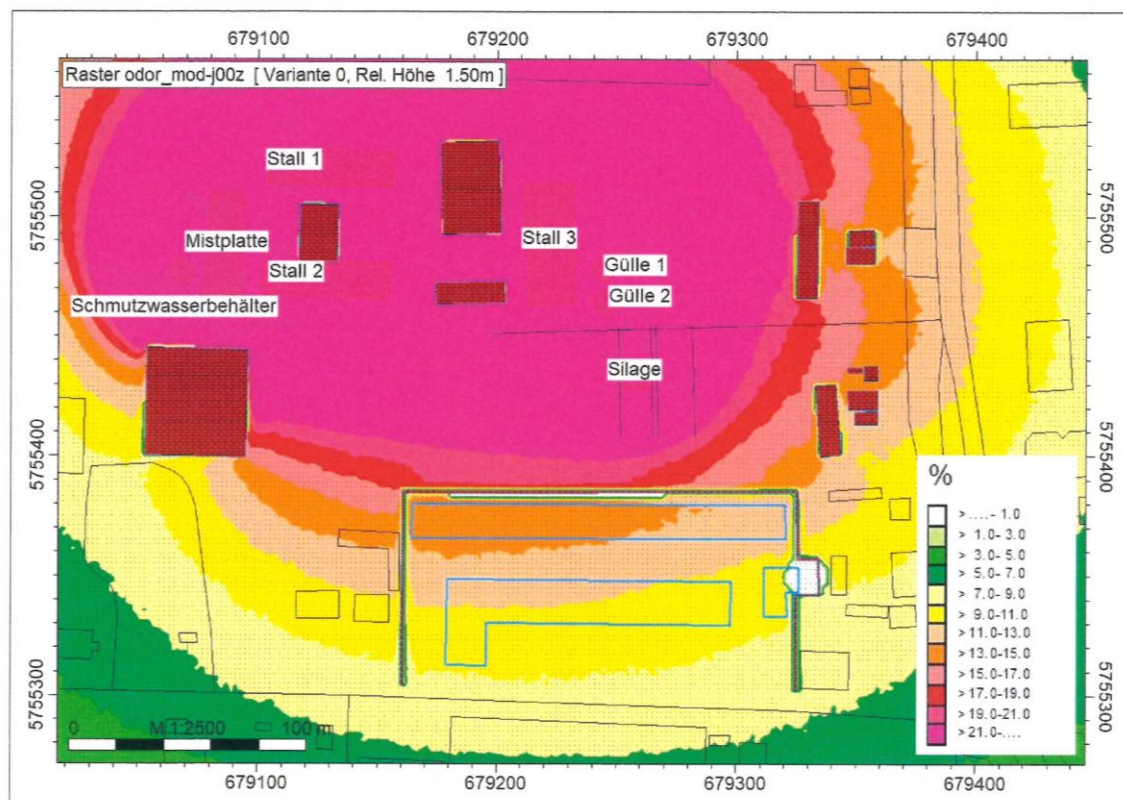 679100 679200 679300 679400
Raster odor_mod-j00z [ Variante 0, Rel. Höhe 1.50m ]
Stall 1
5755500
5755500
Mistplatte
Stall 3
Stall 2
Gülle 1
Gülle 2
Schmutzwasserbehälter
Silage
5755400
5755400
%
> ....- 1.0
> 1.0- 3.0
> 3.0- 5.0
> 5.0- 7.0
> 7.0- 9.0
> 9.0-11.0
>11.0-13.0
>13.0-15.0
>15.0-17.0
>17.0-19.0
>19.0-21.0
>21.0-....
5755300
5755300
0 M 1:2500 100 m
679100 679200 679300 679400